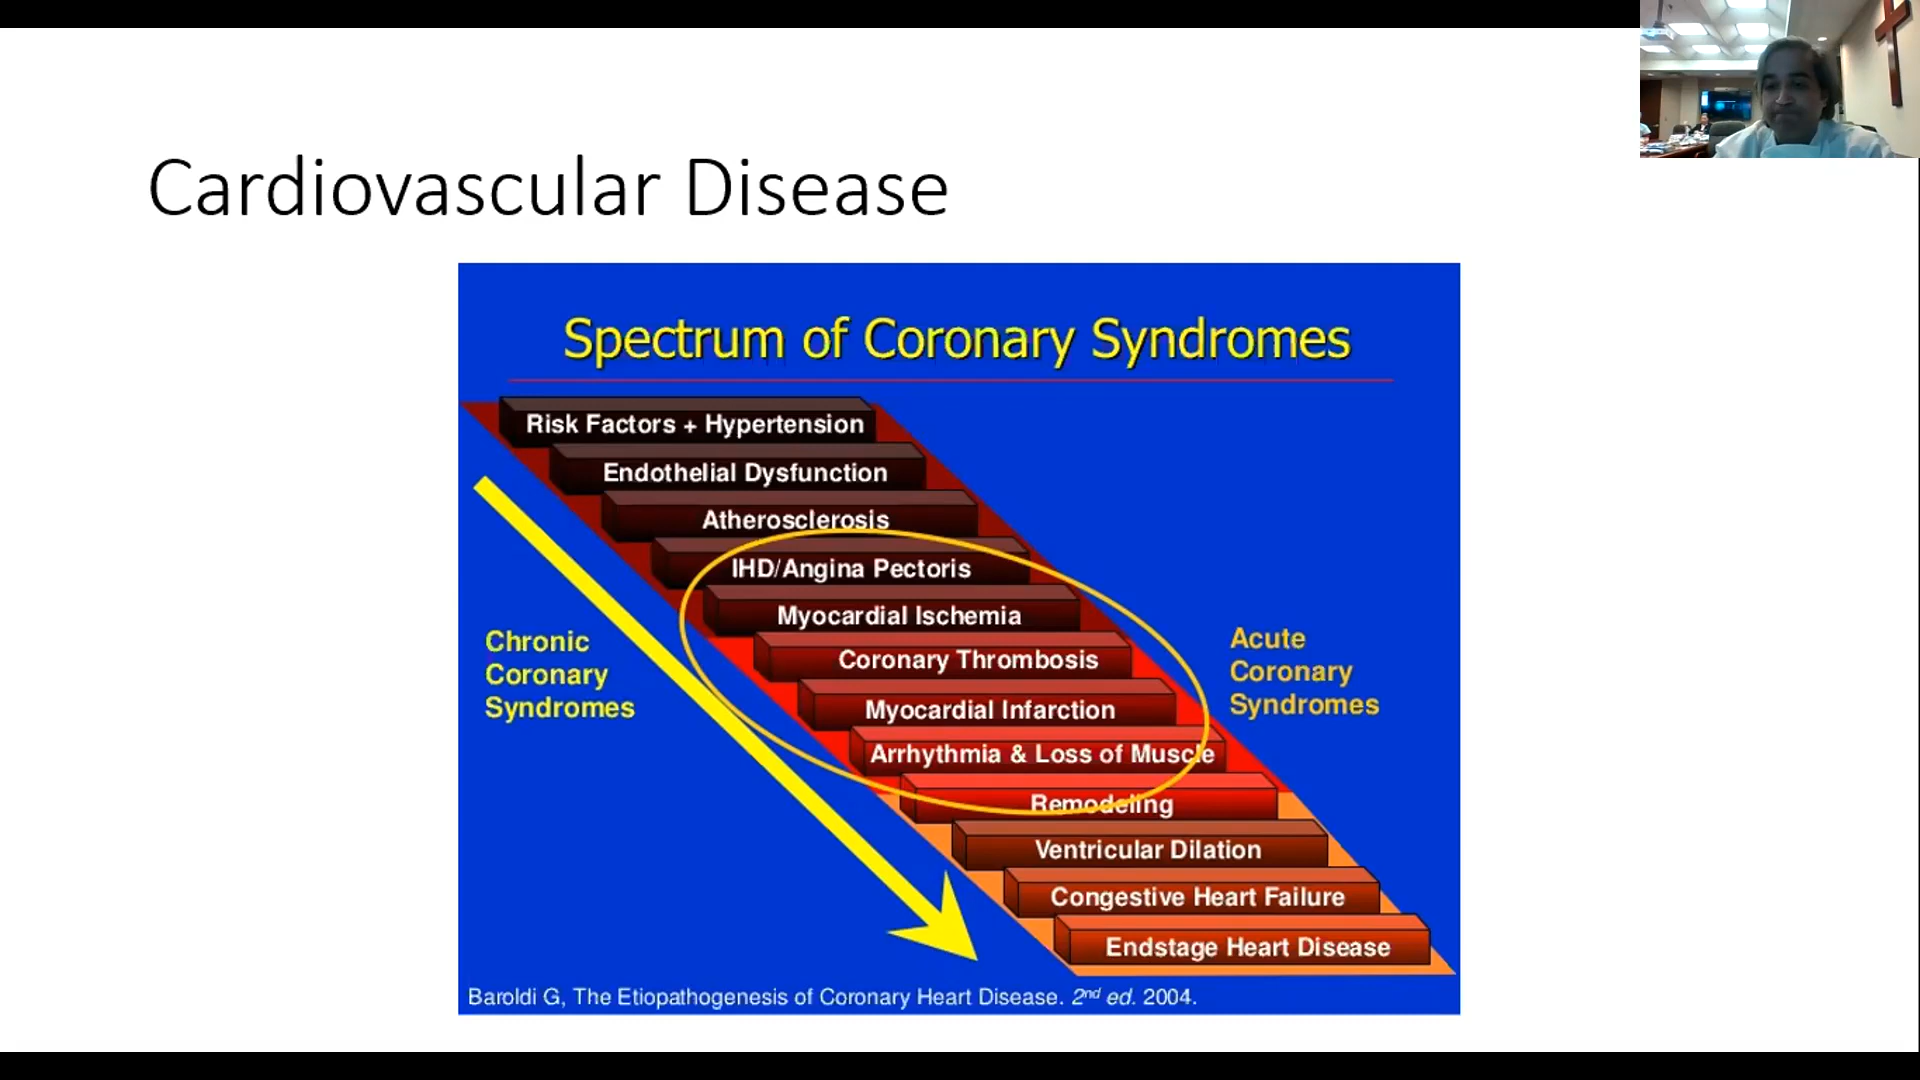 Cardiovascular Disease
Spectrum of Coronary Syndromes
Risk Factors + Hypertension
Endothelial Dysfunction
Atherosclerosis
IHD/Angina Pectoris
Myocardial Ischemia
Coronary Thrombosis
Myocardial Infarction
Arrhythmia & Loss of Muscle
Remodeling
Ventricular Dilation
Congestive Heart Failure
Endstage Heart Disease
Chronic
Coronary
Syndromes
Acute
Coronary
Syndromes
Baroldi G, The Etiopathogenesis of Coronary Heart Disease. 2nd ed. 2004.